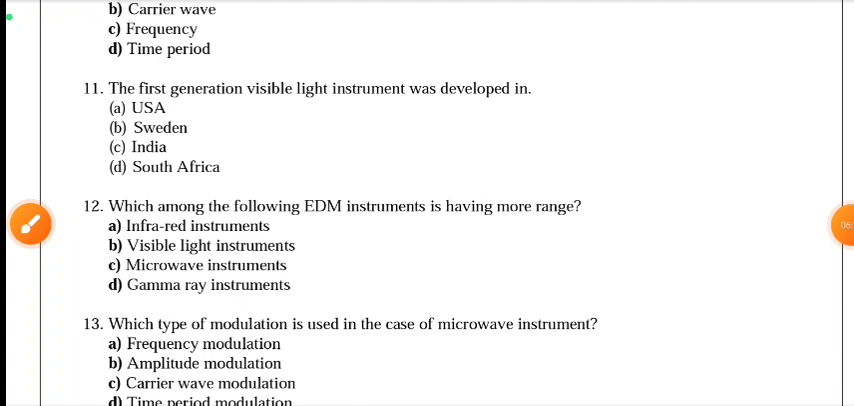 b) Carrier wave
c) Frequency
d) Time period
11. The first generation visible light instrument was developed in.
(a) USA
(b) Sweden
(c) India
(d) South Africa
12. Which among the following EDM instruments is having more range?
a) Infra-red instruments
b) Visible light instruments
c) Microwave instruments
d) Gamma ray instruments
13. Which type of modulation is used in the case of microwave instrument?
a) Frequency modulation
b) Amplitude modulation
c) Carrier wave modulation
d) Time period modulation